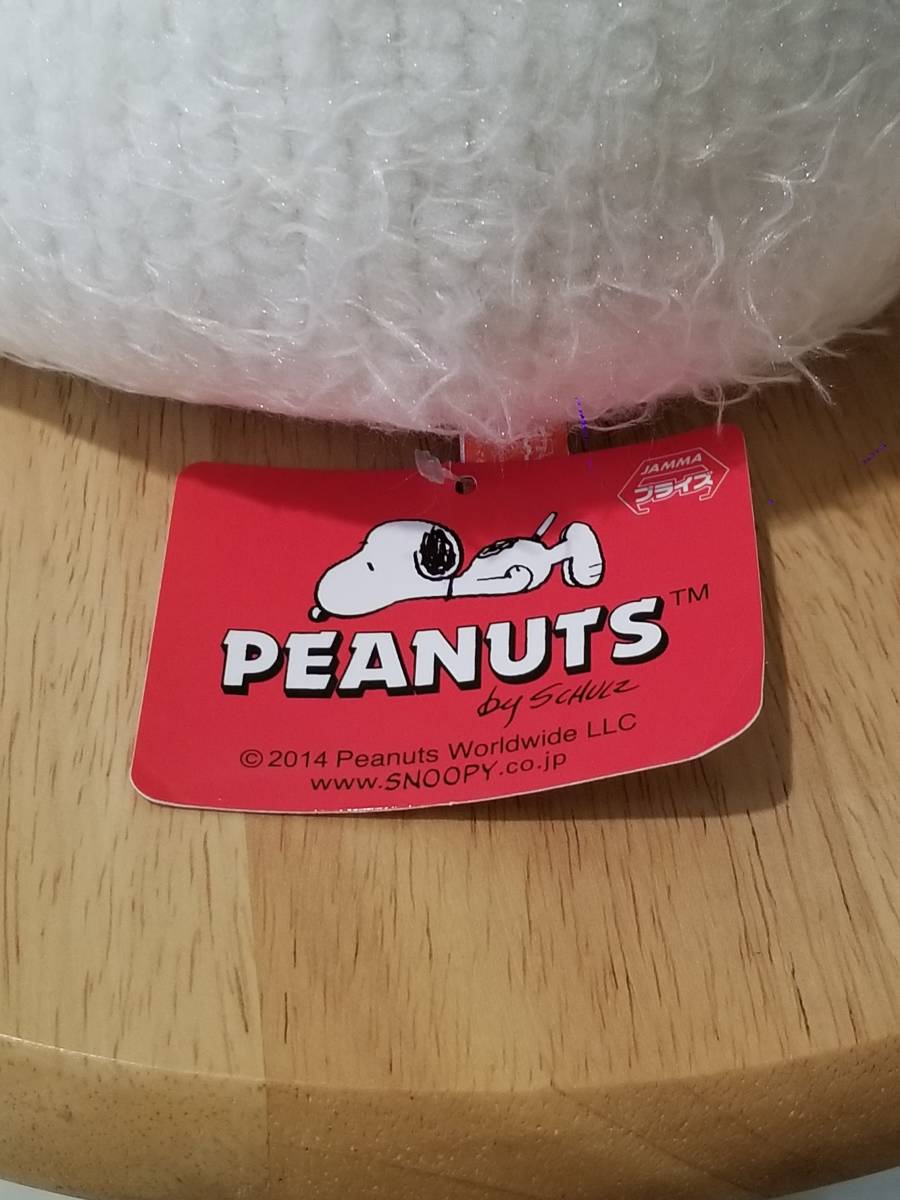 JAMMA
プライズ
PEANUTS™
by SCHULZ
©2014 Peanuts Worldwide LLC
www.SNOOPY.co.jp